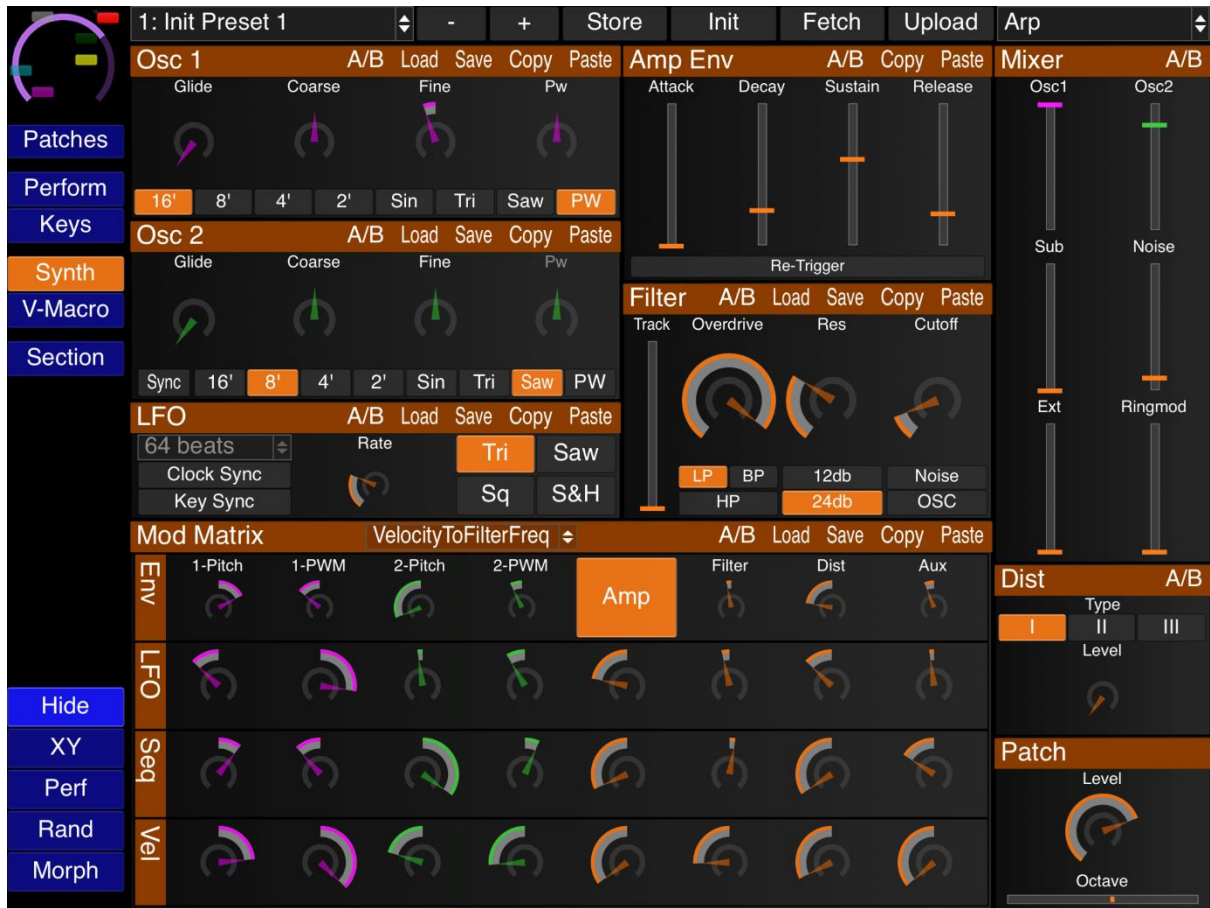 1: Init Preset 1 - + Store Init Fetch Upload Arp
Patches
Perform
Keys
Synth
V-Macro
Section
Hide
XY
Perf
Rand
Morph
Osc 1 A/B Load Save Copy Paste
Glide Coarse Fine Pw
16' 8' 4' 2' Sin Tri Saw PW
Osc 2 A/B Load Save Copy Paste
Glide Coarse Fine Pw
Sync 16' 8' 4' 2' Sin Tri Saw PW
LFO A/B Load Save Copy Paste
64 beats Rate Tri Saw
Clock Sync
Key Sync Sq S&H
Amp Env A/B Copy Paste
Attack Decay Sustain Release
Re-Trigger
Filter A/B Load Save Copy Paste
Track Overdrive Res Cutoff
LP BP 12db Noise
HP 24db OSC
Mod Matrix VelocityToFilterFreq A/B Load Save Copy Paste
Env 1-Pitch 1-PWM 2-Pitch 2-PWM Amp Filter Dist Aux
LFO
Seq
Vel
Mixer A/B
Osc1 Osc2
Sub Noise
Ext Ringmod
Dist A/B
Type
I II III
Level
Patch
Level
Octave